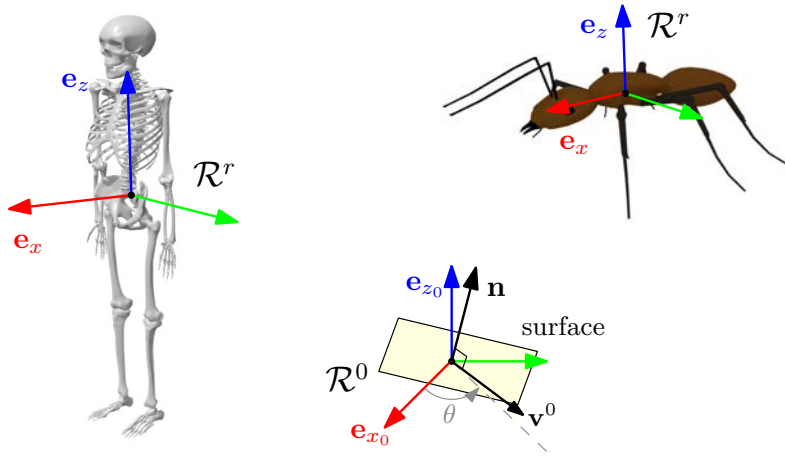 𝐞_z
ℛ^r
𝐞_x
𝐞_z
ℛ^r
𝐞_x
𝐞_{z_0}
𝐧
surface
ℛ^0
𝐞_{x_0}
θ
𝐯^0